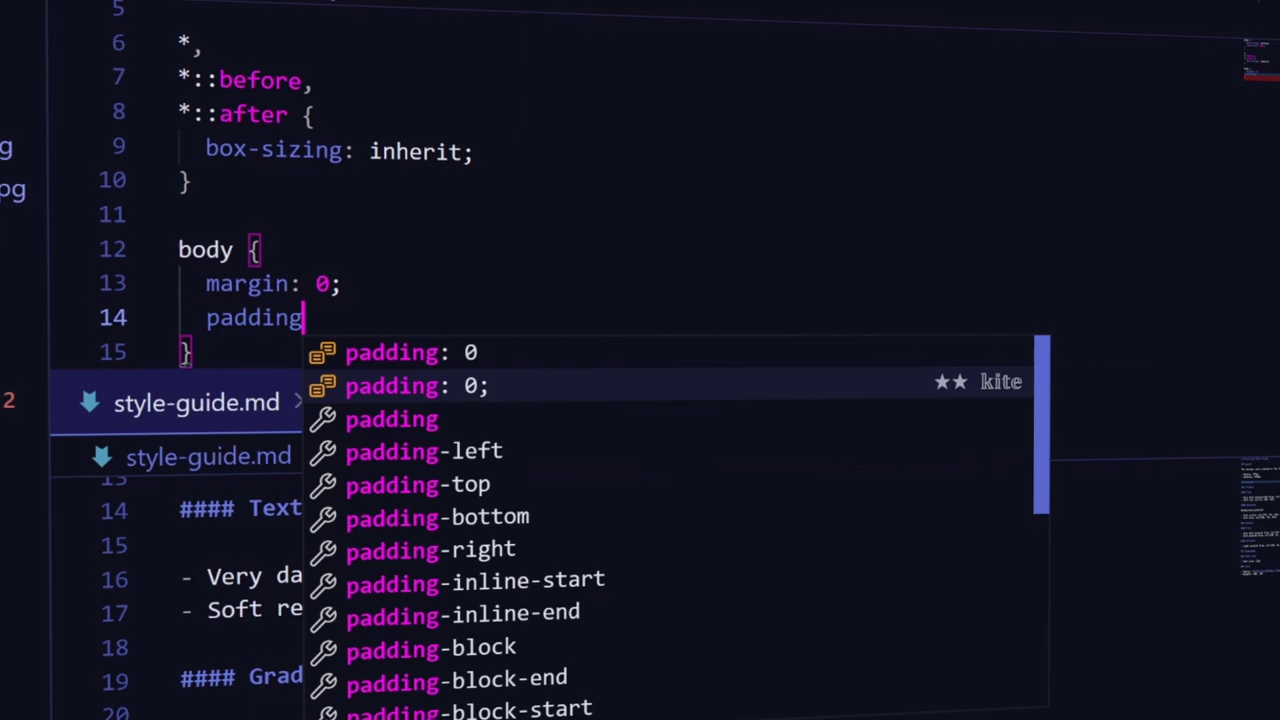 5
6 *,
7 *::before,
8 *::after {
9 box-sizing: inherit;
10 }
11
12 body {
13 margin: 0;
14 padding
15 }
padding: 0
padding: 0; ★★ kite
padding
padding-left
padding-top
padding-bottom
padding-right
padding-inline-start
padding-inline-end
padding-block
padding-block-end
padding-block-start
g
pg
2
style-guide.md >
style-guide.md
13
14 #### Text
15
16 - Very da
17 - Soft re
18
19 #### Grad
20